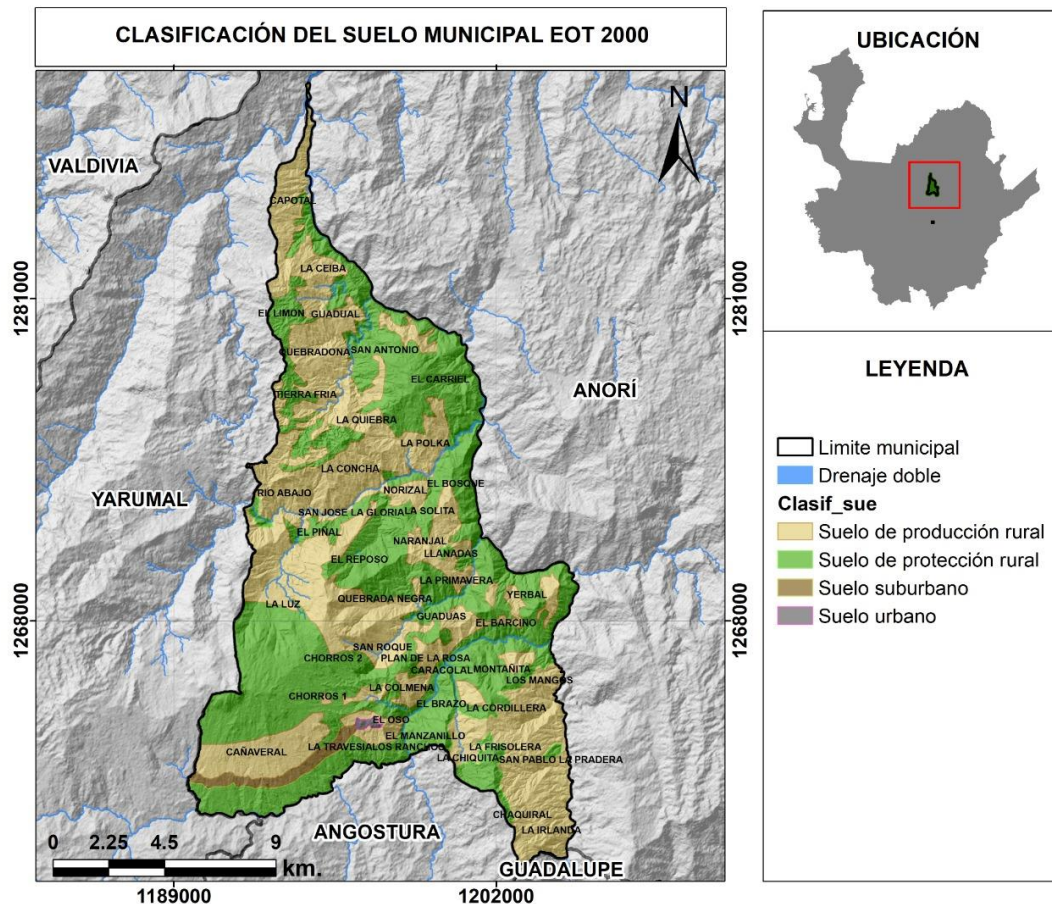 CLASIFICACIÓN DEL SUELO MUNICIPAL EOT 2000
N
VALDIVIA
CAPOTAL
LA CEIBA
EL LIMON
GUADUAL
QUEBRADONA
SAN ANTONIO
EL CARRIEL
ANORÍ
TIERRA FRIA
LA QUIEBRA
LA POLKA
LA CONCHA
YARUMAL
RIO ABAJO
NORIZAL
EL BOSQUE
SAN JOSE LA GLORIA
LA SOLITA
EL PIÑAL
NARANJAL
LLANADAS
EL REPOSO
LA PRIMAVERA
YERBAL
LA LUZ
QUEBRADA NEGRA
GUADUAS
EL BARCINO
SAN ROQUE
CHORROS 2
PLAN DE LA ROSA
CARACOLAL
MONTAÑITA
LOS MANGOS
CHORROS 1
LA COLMENA
EL BRAZO
LA CORDILLERA
EL OSO
EL MANZANILLO
CAÑAVERAL
LA TRAVESIA
LOS RANCHOS
LA FRISOLERA
LA CHIQUITA
SAN PABLO LA PRADERA
CHAQUIRAL
LA IRLANDA
ANGOSTURA
GUADALUPE
0 2.25 4.5 9
km.
1281000
1268000
1281000
1268000
1189000
1202000
UBICACIÓN
LEYENDA
Limite municipal
Drenaje doble
Clasif_sue
Suelo de producción rural
Suelo de protección rural
Suelo suburbano
Suelo urbano